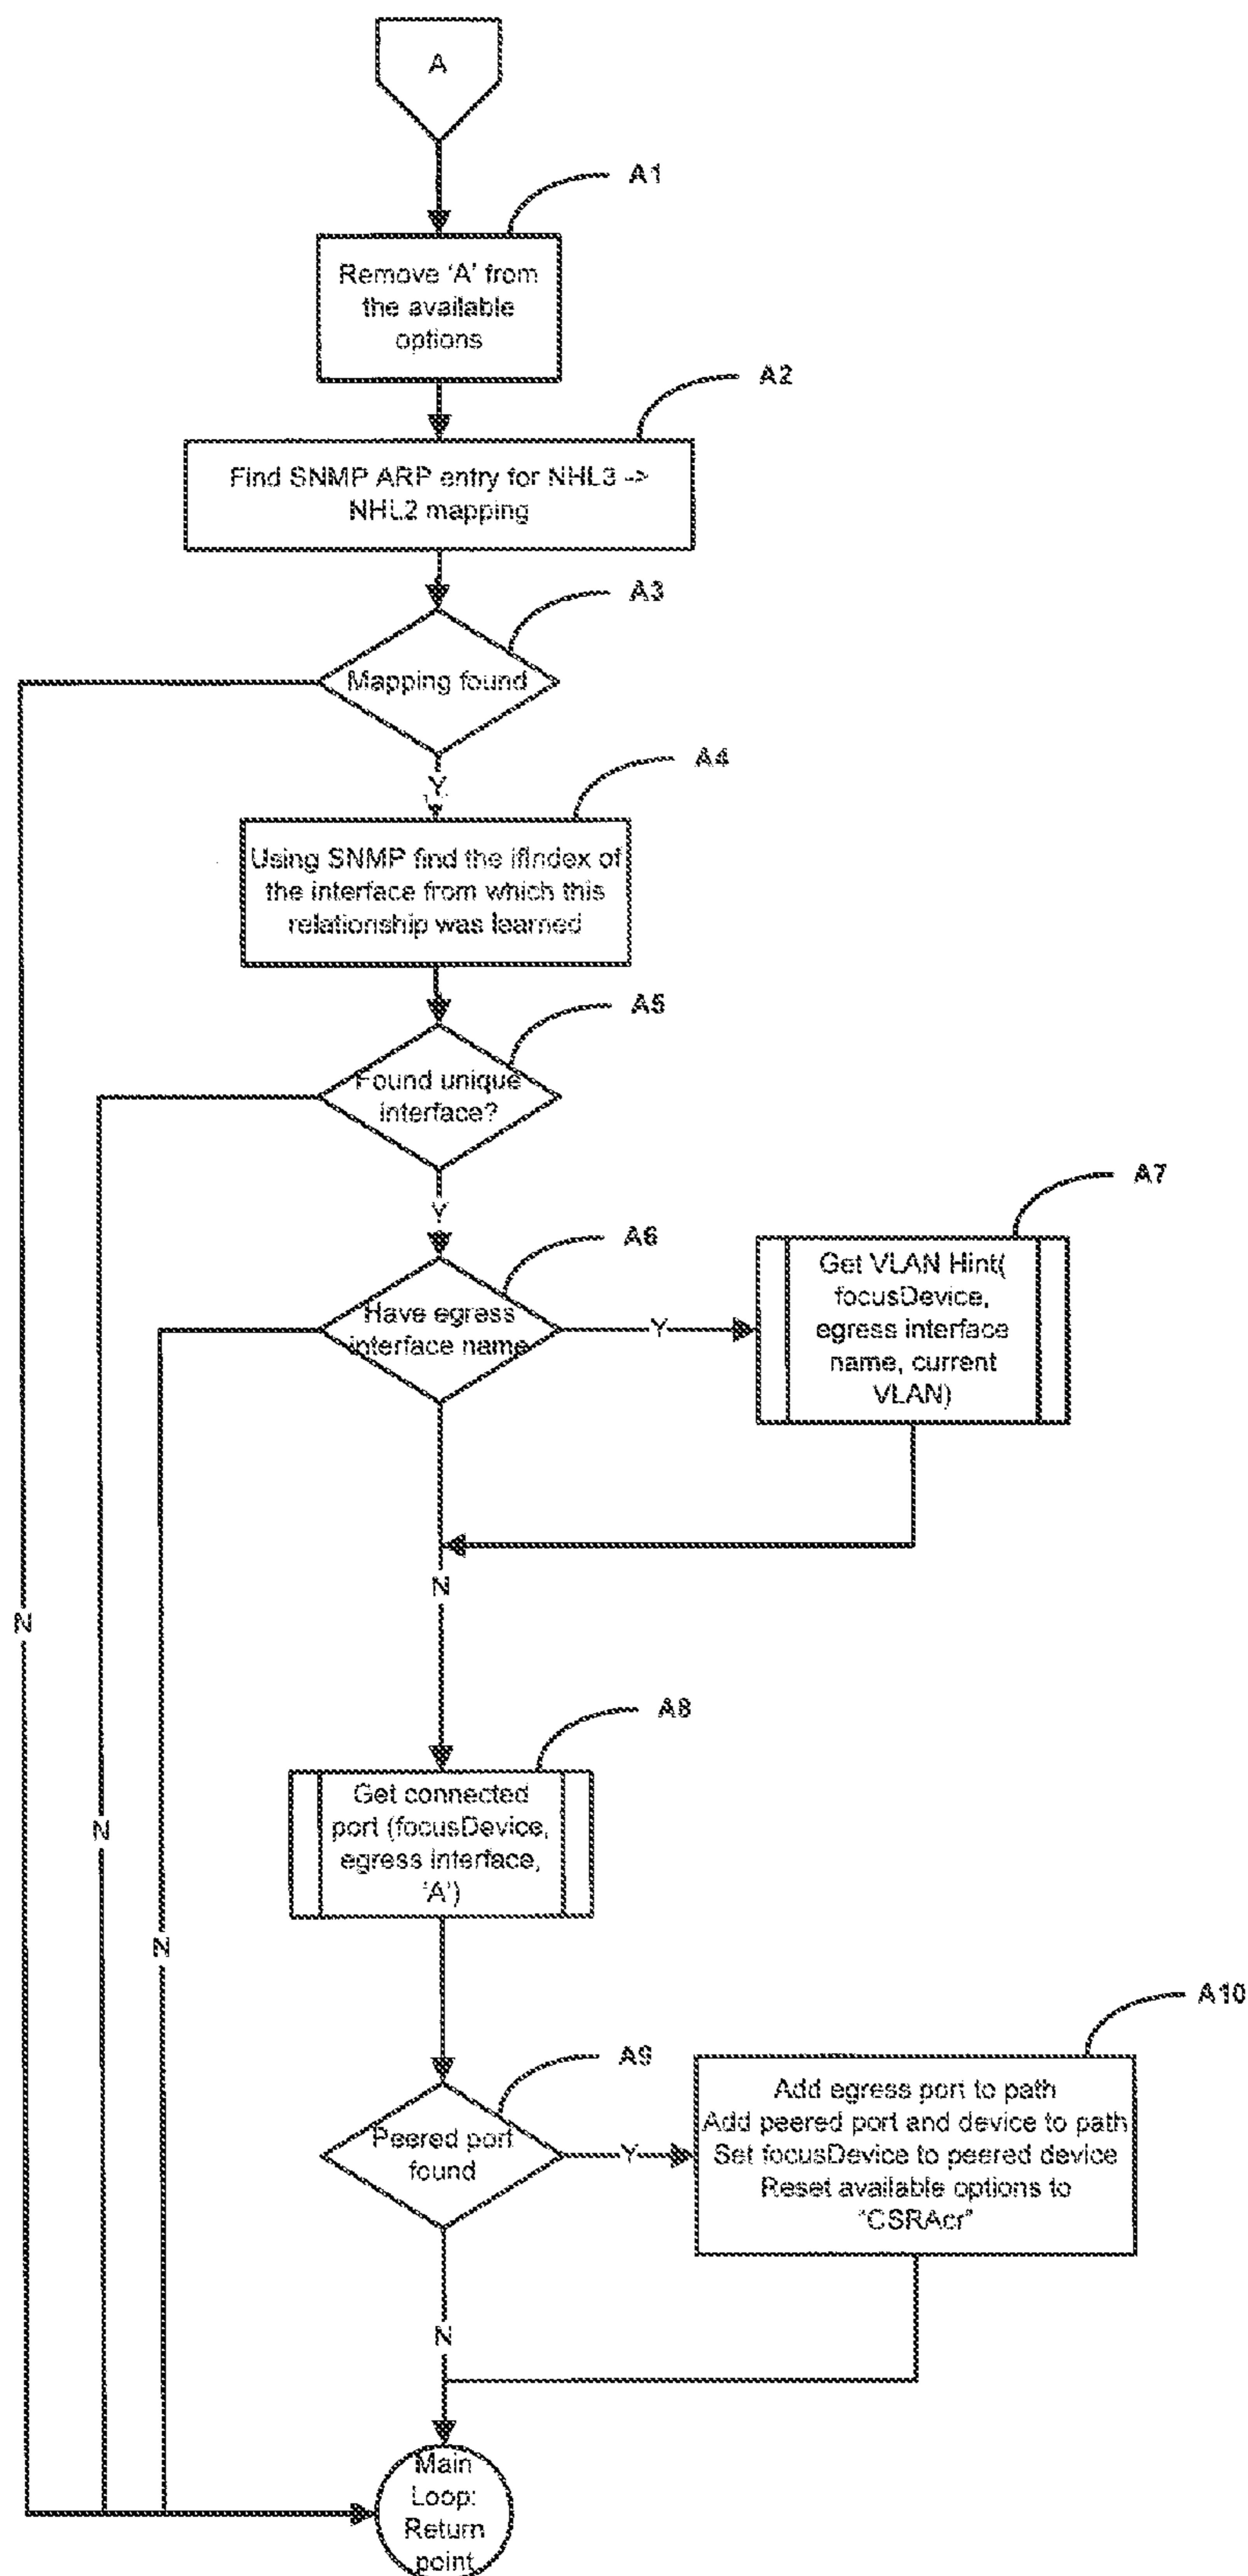 A
A1
Remove 'A' from
the available
options
A2
Find SNMP ARP entry for NHL3 ->
NHL2 mapping
A3
Mapping found
Y
A4
Using SNMP find the ifIndex of
the interface from which this
relationship was learned
A5
Found unique
interface?
Y
A6
Have egress
interface name
Y
A7
Get VLAN Hint(
focusDevice,
egress interface
name, current
VLAN)
N
N
A8
Get connected
port (focusDevice,
egress interface,
'A')
N
N
A9
Peered port
found
Y
A10
Add egress port to path
Add peered port and device to path
Set focusDevice to peered device
Reset available options to
"CSRAcr"
N
Main
Loop:
Return
point